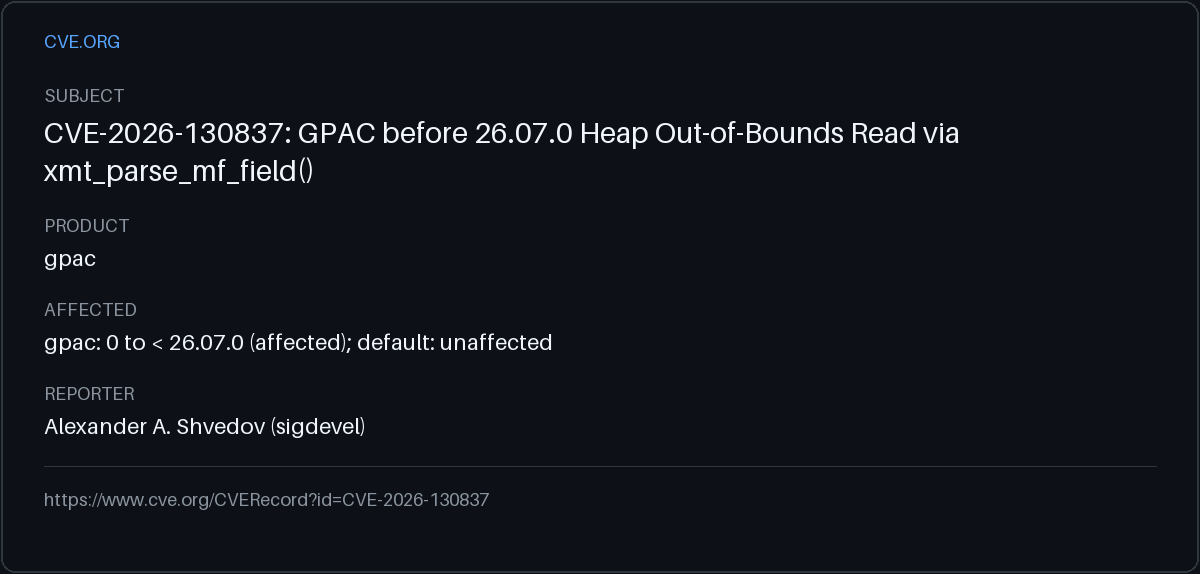 CVE.ORG
SUBJECT
CVE-2026-130837: GPAC before 26.07.0 Heap Out-of-Bounds Read via
xmt_parse_mf_field()
PRODUCT
gpac
AFFECTED
gpac: 0 to < 26.07.0 (affected); default: unaffected
REPORTER
Alexander A. Shvedov (sigdevel)
https://www.cve.org/CVERecord?id=CVE-2026-130837